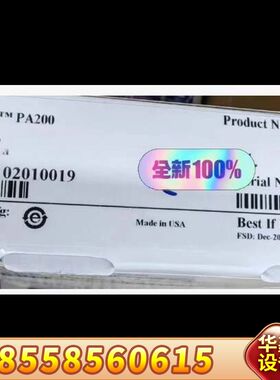 ™ PA200
Product N
全新100%
02010019
rial N
Made in USA
Best If
FSD: Dec-20
8558560615
华
设